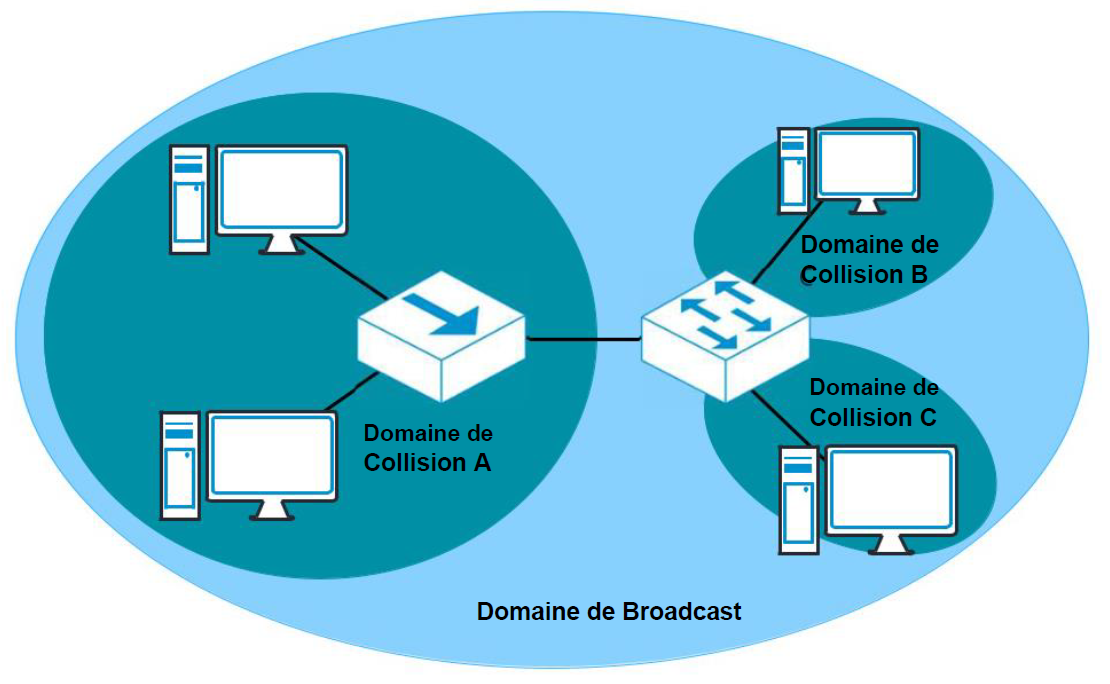 Domaine de
Collision B
Domaine de
Collision C
Domaine de
Collision A
Domaine de Broadcast